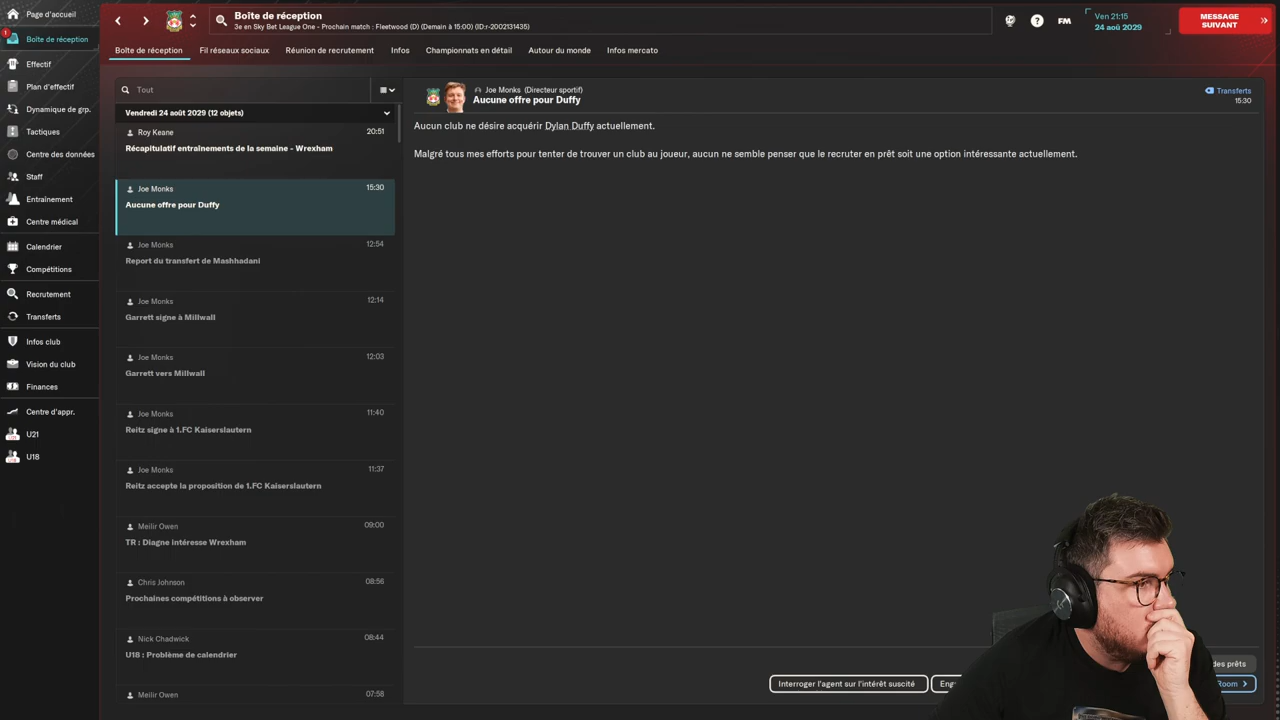 Page d'accueil
1
Boîte de réception
Effectif
Plan d'effectif
Dynamique de grp.
Tactiques
Centre des données
Staff
Entraînement
Centre médical
Calendrier
Compétitions
Recrutement
Transferts
Infos club
Vision du club
Finances
Centre d'appr.
U21
U18
Boîte de réception
3e en Sky Bet League One - Prochain match : Fleetwood (D) (Demain à 15:00) (ID:r-2002131435)
FM
Ven 21:15
24 aoû 2029
MESSAGE
SUIVANT
Boîte de réception
Fil réseaux sociaux
Réunion de recrutement
Infos
Championnats en détail
Autour du monde
Infos mercato
Tout
Vendredi 24 août 2029 (12 objets)
Roy Keane 20:51
Récapitulatif entraînements de la semaine - Wrexham
Joe Monks 15:30
Aucune offre pour Duffy
Joe Monks 12:54
Report du transfert de Mashhadani
Joe Monks 12:14
Garrett signe à Millwall
Joe Monks 12:03
Garrett vers Millwall
Joe Monks 11:40
Reitz signe à 1.FC Kaiserslautern
Joe Monks 11:37
Reitz accepte la proposition de 1.FC Kaiserslautern
Meilir Owen 09:00
TR : Diagne intéresse Wrexham
Chris Johnson 08:56
Prochaines compétitions à observer
Nick Chadwick 08:44
U18 : Problème de calendrier
Meilir Owen 07:58
Joe Monks (Directeur sportif)
Aucune offre pour Duffy
Transferts
15:30
Aucun club ne désire acquérir Dylan Duffy actuellement.
Malgré tous mes efforts pour tenter de trouver un club au joueur, aucun ne semble penser que le recruter en prêt soit une option intéressante actuellement.
des prêts
Interroger l'agent sur l'intérêt suscité
Room